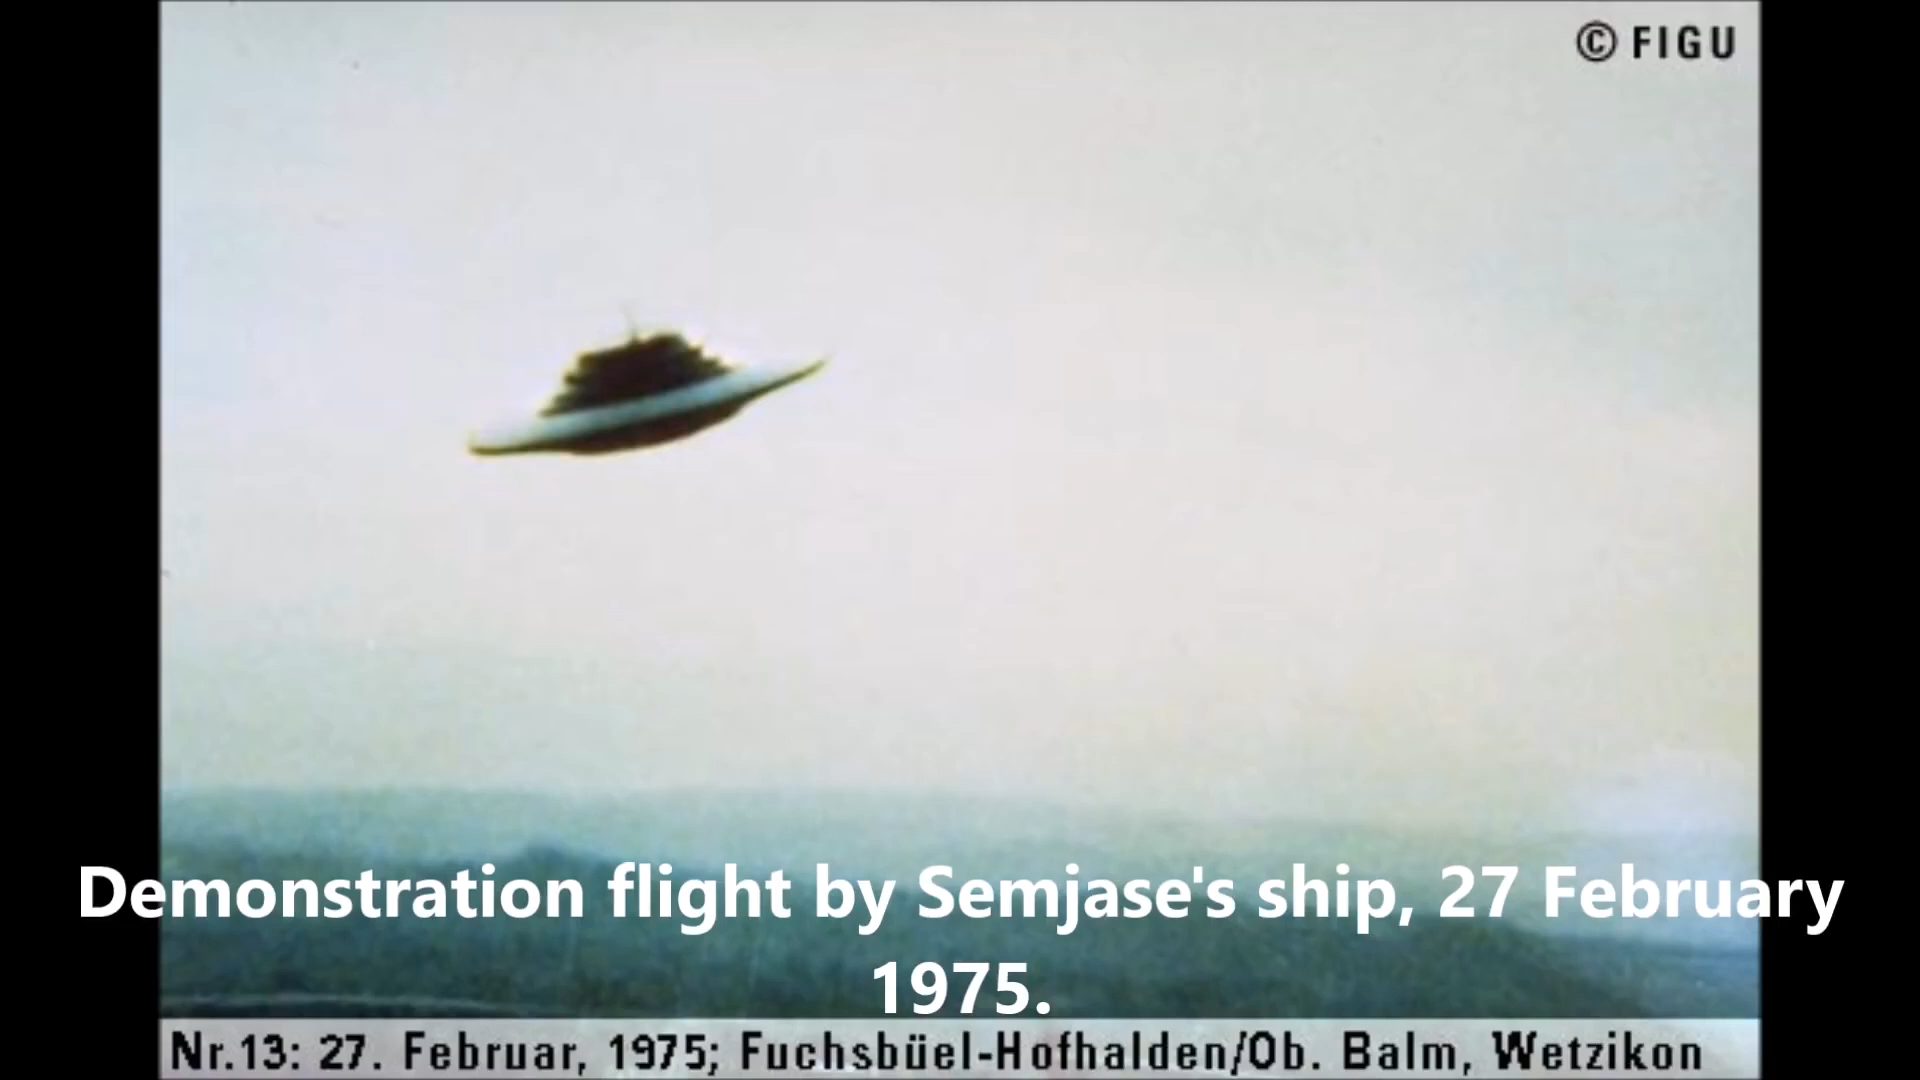 © FIGU
Demonstration flight by Semjase's ship, 27 February
1975.
Nr.13: 27. Februar, 1975; Fuchsbüel-Hofhalden/Ob. Balm, Wetzikon